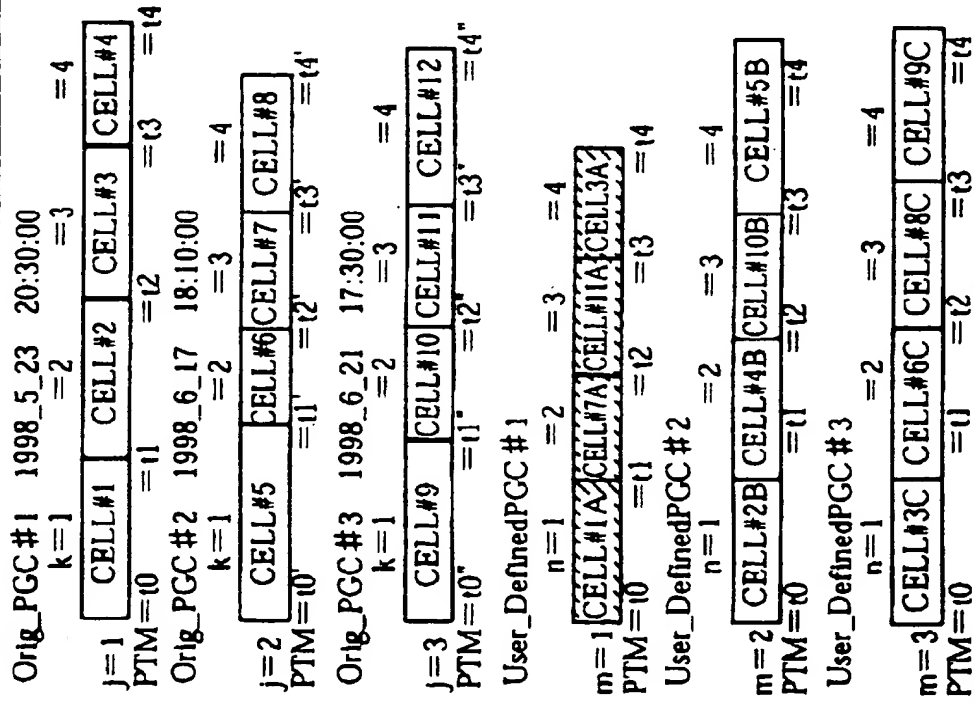 Orig_PGC#1 1998_5_23 20:30:00
k=1 =2 =3 =4
j=1 CELL#1 CELL#2 CELL#3 CELL#4
PTM=t0 =t1 =t2 =t3 =t4
Orig_PGC#2 1998_6_17 18:10:00
k=1 =2 =3 =4
j=2 CELL#5 CELL#6 CELL#7 CELL#8
PTM=t0' =t1' =t2' =t3' =t4'
Orig_PGC#3 1998_6_21 17:30:00
k=1 =2 =3 =4
j=3 CELL#9 CELL#10 CELL#11 CELL#12
PTM=t0" =t1" =t2" =t3" =t4"
User_DefinedPGC#1
n=1 =2 =3 =4
m=1 CELL#1A CELL#7A CELL#11A CELL3A
PTM=t0 =t1 =t2 =t3 =t4
User_DefinedPGC#2
n=1 =2 =3 =4
m=2 CELL#2B CELL#4B CELL#10B CELL#5B
PTM=t0 =t1 =t2 =t3 =t4
User_DefinedPGC#3
n=1 =2 =3 =4
m=3 CELL#3C CELL#6C CELL#8C CELL#9C
PTM=t0 =t1 =t2 =t3 =t4